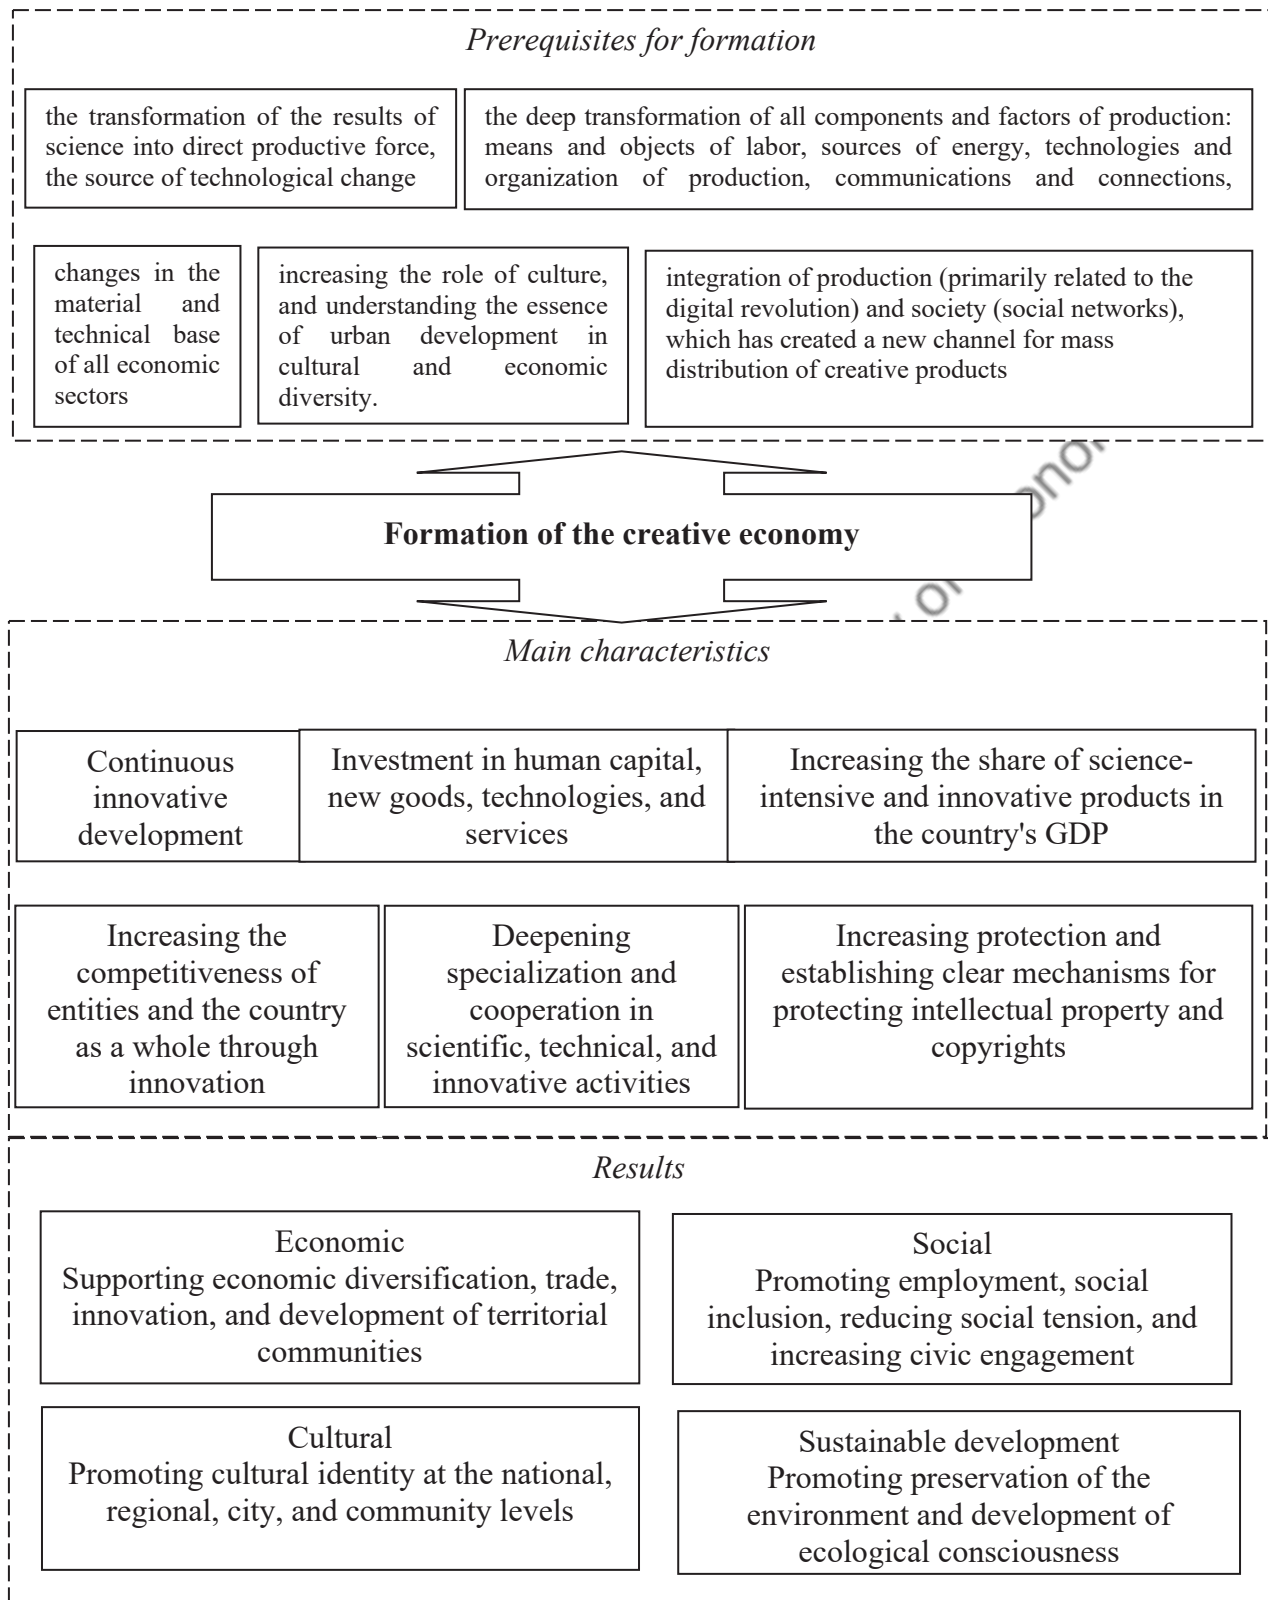 Prerequisites for formation
the transformation of the results of
science into direct productive force,
the source of technological change
the deep transformation of all components and factors of production:
means and objects of labor, sources of energy, technologies and
organization of production, communications and connections,
changes in the
material and
technical base
of all economic
sectors
increasing the role of culture,
and understanding the essence
of urban development in
cultural and economic
diversity.
integration of production (primarily related to the
digital revolution) and society (social networks),
which has created a new channel for mass
distribution of creative products
Formation of the creative economy
Main characteristics
Continuous
innovative
development
Investment in human capital,
new goods, technologies, and
services
Increasing the share of science-
intensive and innovative products in
the country's GDP
Increasing the
competitiveness of
entities and the country
as a whole through
innovation
Deepening
specialization and
cooperation in
scientific, technical, and
innovative activities
Increasing protection and
establishing clear mechanisms for
protecting intellectual property and
copyrights
Results
Economic
Supporting economic diversification, trade,
innovation, and development of territorial
communities
Social
Promoting employment, social
inclusion, reducing social tension, and
increasing civic engagement
Cultural
Promoting cultural identity at the national,
regional, city, and community levels
Sustainable development
Promoting preservation of the
environment and development of
ecological consciousness